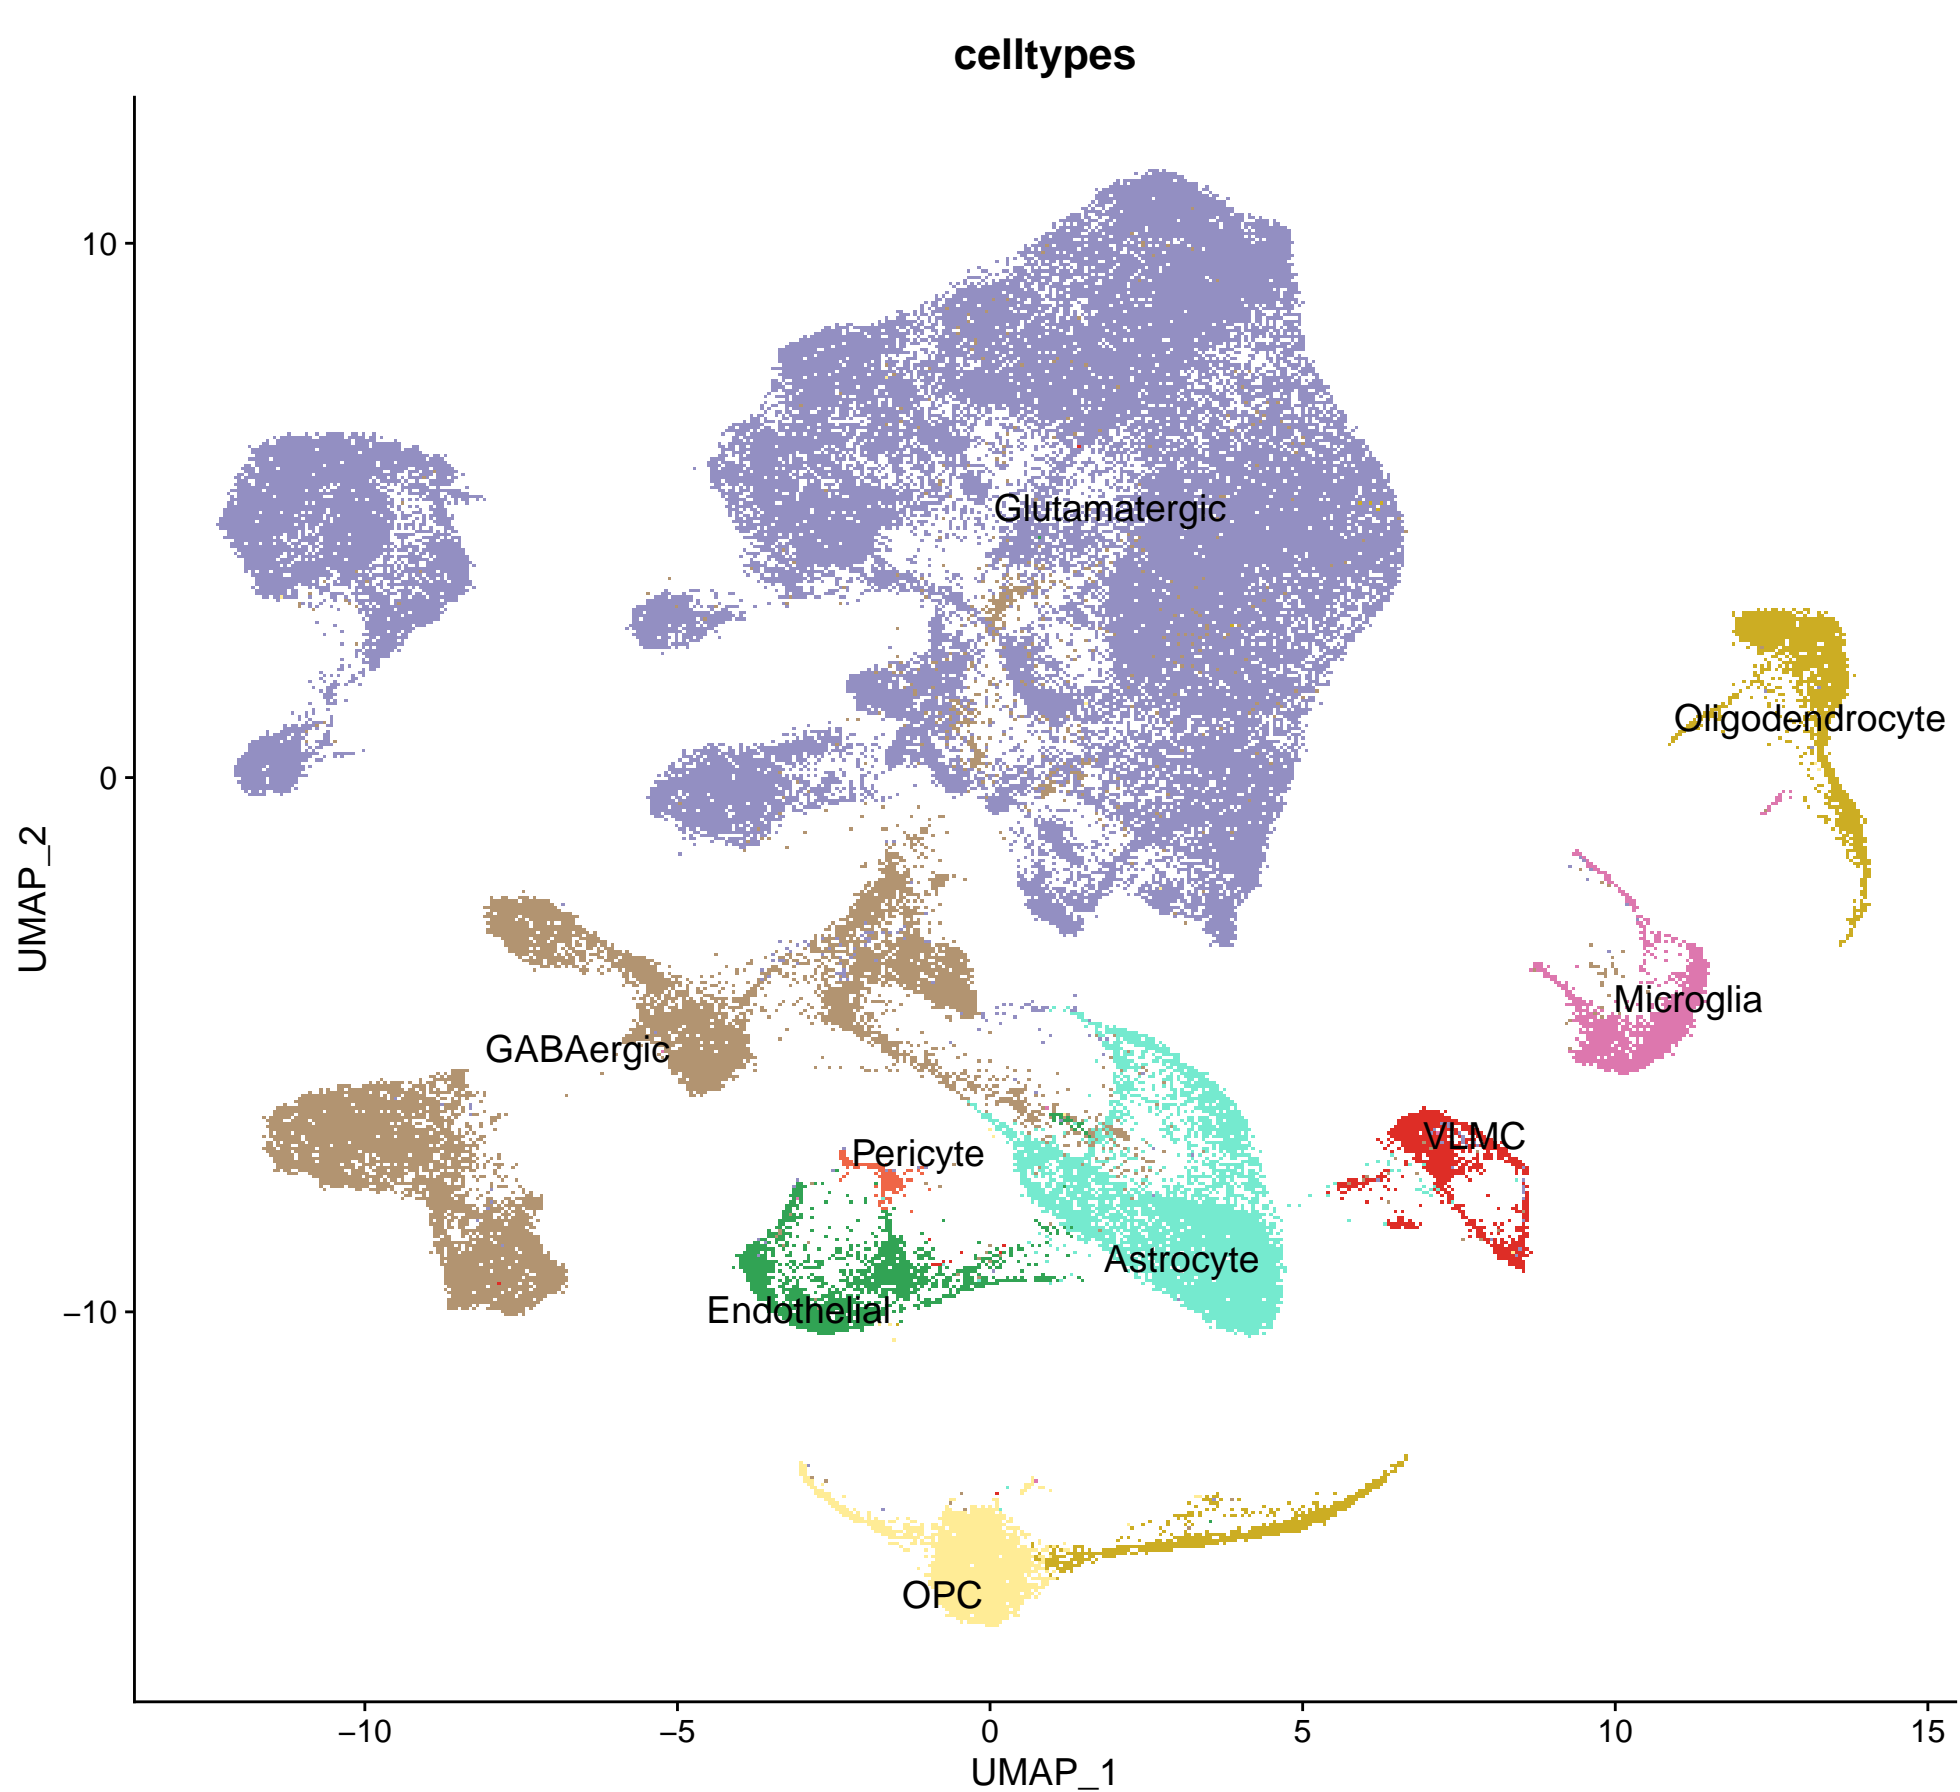 celltypes
10
0
−10
UMAP_2
Glutamatergic
Oligodendrocyte
Microglia
GABAergic
VLMC
Pericyte
Astrocyte
Endothelial
OPC
−10
−5
0
5
10
15
UMAP_1